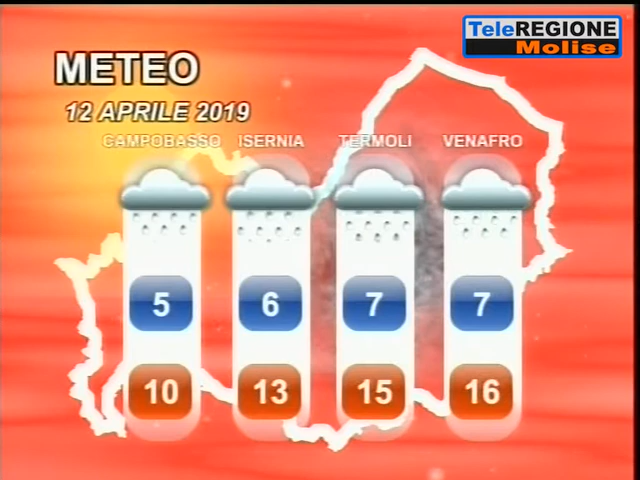 TeleREGIONE
Molise
METEO
12 APRILE 2019
CAMPOBASSO ISERNIA TERMOLI VENAFRO
5 6 7 7
10 13 15 16